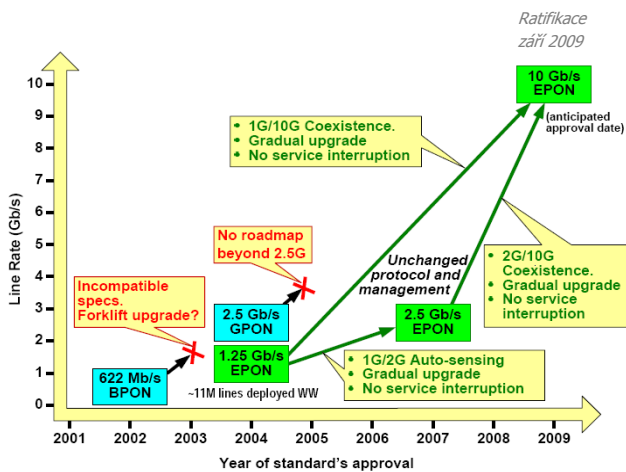 Ratifikace
září 2009
10 Gb/s
EPON
(anticipated
approval date)
• 1G/10G Coexistence.
• Gradual upgrade
• No service interruption
No roadmap
beyond 2.5G
Unchanged
protocol and
management
• 2G/10G
Coexistence.
• Gradual upgrade
• No service
interruption
Incompatible
specs.
Forklift upgrade?
2.5 Gb/s
GPON
2.5 Gb/s
EPON
1.25 Gb/s
EPON
622 Mb/s
BPON
~11M lines deployed WW
• 1G/2G Auto-sensing
• Gradual upgrade
• No service interruption
Line Rate (Gb/s)
10
9
8
7
6
5
4
3
2
1
0
2001 2002 2003 2004 2005 2006 2007 2008 2009
Year of standard's approval